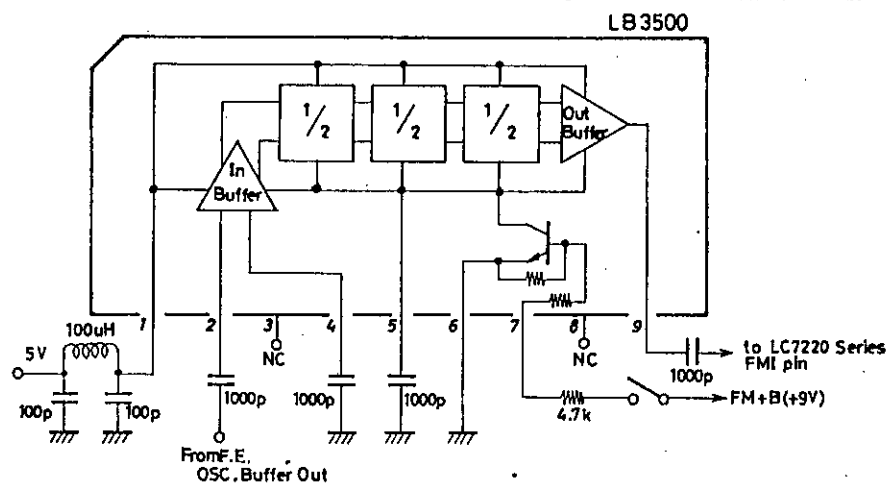 LB3500
1/2
1/2
1/2
Out
Buffer
In
Buffer
1
2
3
4
5
6
7
8
9
100uH
5V
NC
NC
100p
100p
1000p
1000p
1000p
4.7k
1000p
to LC7220 Series
FMI pin
FM+B(+9V)
From F.E.
OSC. Buffer Out